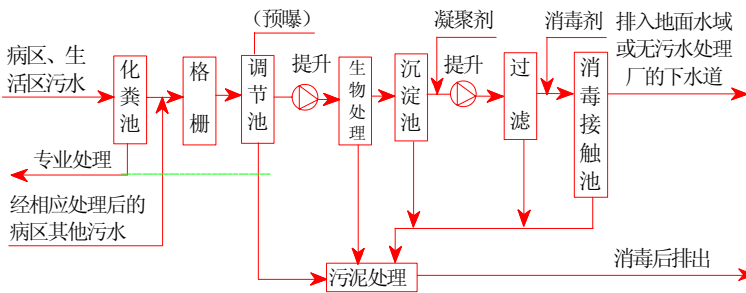 （预曝）
凝聚剂
消毒剂
排入地面水域
或无污水处理
厂的下水道
病区、生
活区污水
化粪池
格栅
调节池
提升
生物处理
沉淀池
提升
过滤
消毒接触池
专业处理
经相应处理后的
病区其他污水
污泥处理
消毒后排出